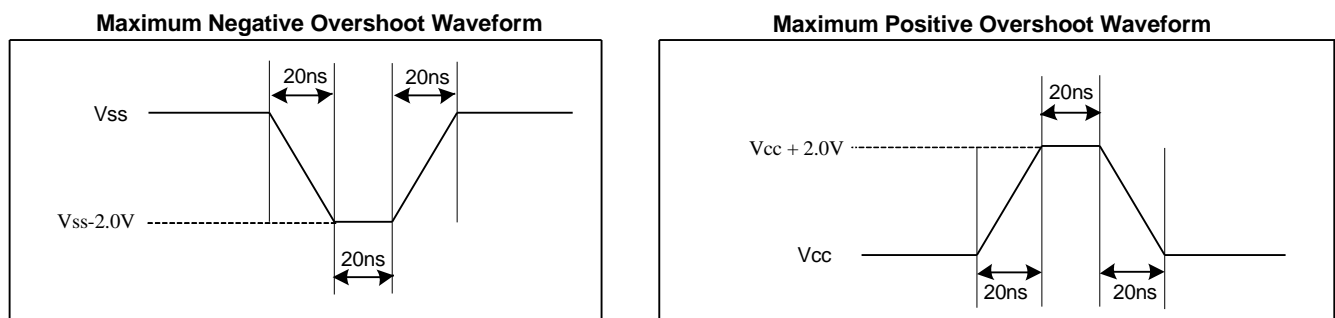 Maximum Negative Overshoot Waveform
20ns 20ns
Vss
Vss-2.0V
20ns
Maximum Positive Overshoot Waveform
20ns
Vcc + 2.0V
Vcc
20ns 20ns